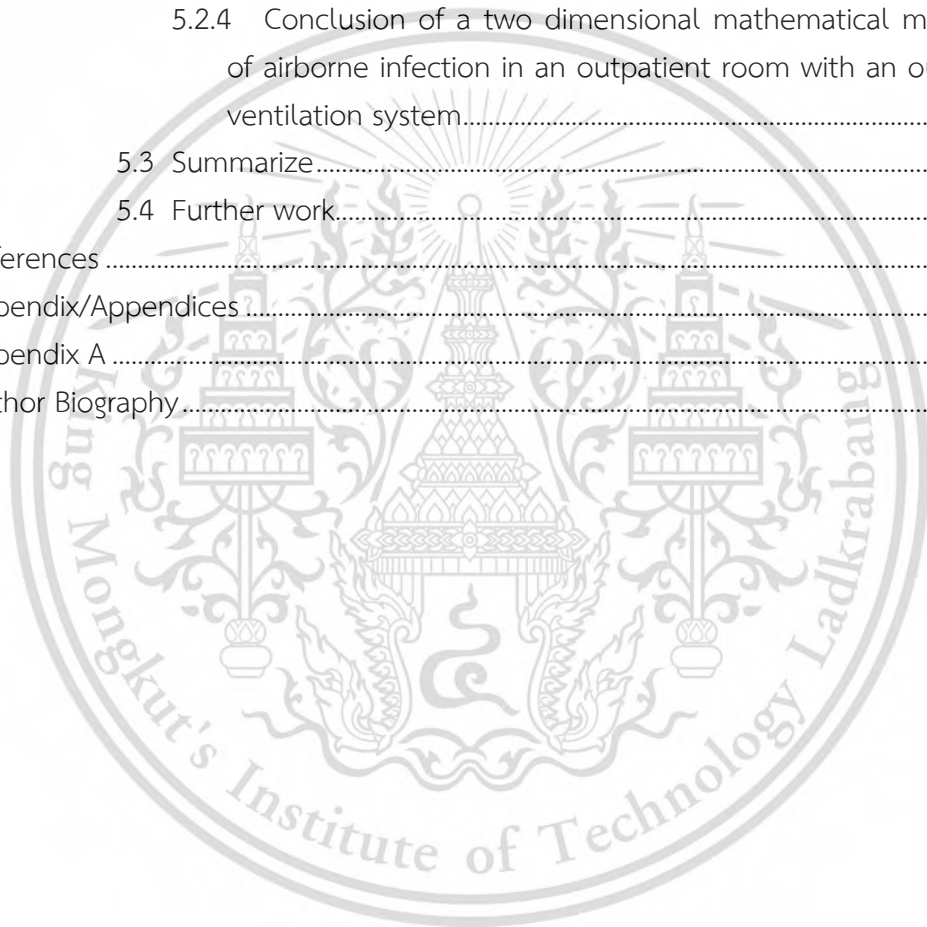 5.2.4 Conclusion of a two dimensional mathematical m
of airborne infection in an outpatient room with an ou
ventilation system
5.3 Summarize
5.4 Further work
ferences
pendix/Appendices
pendix A
thor Biography
King Mongkut's Institute of Technology Ladkrabang